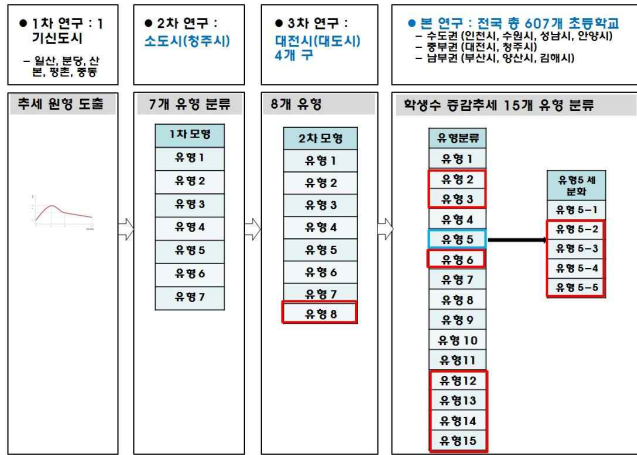 ● 1차 연구 : 1
기신도시
– 일산, 분당, 산
본, 평촌, 중동
● 2차 연구 :
소도시(청주시)
● 3차 연구 :
대전시(대도시)
4개 구
● 본 연구 : 전국 총 607개 초등학교
– 수도권 (인천시, 수원시, 성남시, 안양시)
– 중부권 (대전시, 청주시)
– 남부권 (부산시, 양산시, 김해시)
추세 원형 도출
7개 유형 분류
1차 모형
유형 1
유형 2
유형 3
유형 4
유형 5
유형 6
유형 7
8개 유형
2차 모형
유형 1
유형 2
유형 3
유형 4
유형 5
유형 6
유형 7
유형 8
학생수 증감추세 15개 유형 분류
유형분류
유형 1
유형 2
유형 3
유형 4
유형 5
유형 6
유형 7
유형 8
유형 9
유형 10
유형 11
유형 12
유형 13
유형 14
유형 15
유형5 세
분화
유형 5–1
유형 5–2
유형 5–3
유형 5–4
유형 5–5